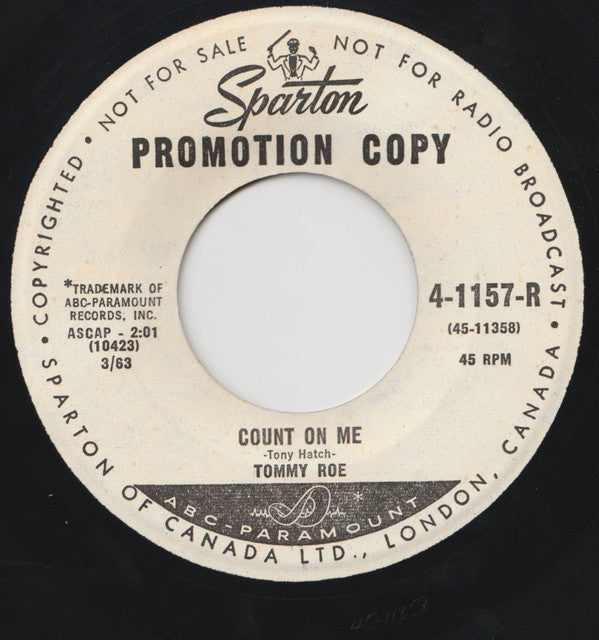 • COPYRIGHTED • NOT FOR SALE NOT FOR RADIO BROADCAST •
Sparton
PROMOTION COPY
*TRADEMARK OF
ABC-PARAMOUNT
RECORDS, INC.
ASCAP - 2:01
(10423)
3/63
4-1157-R
(45-11358)
45 RPM
COUNT ON ME
-Tony Hatch-
TOMMY ROE
*
ABC-PARAMOUNT
SPARTON OF CANADA LTD., LONDON, CANADA
45-11358